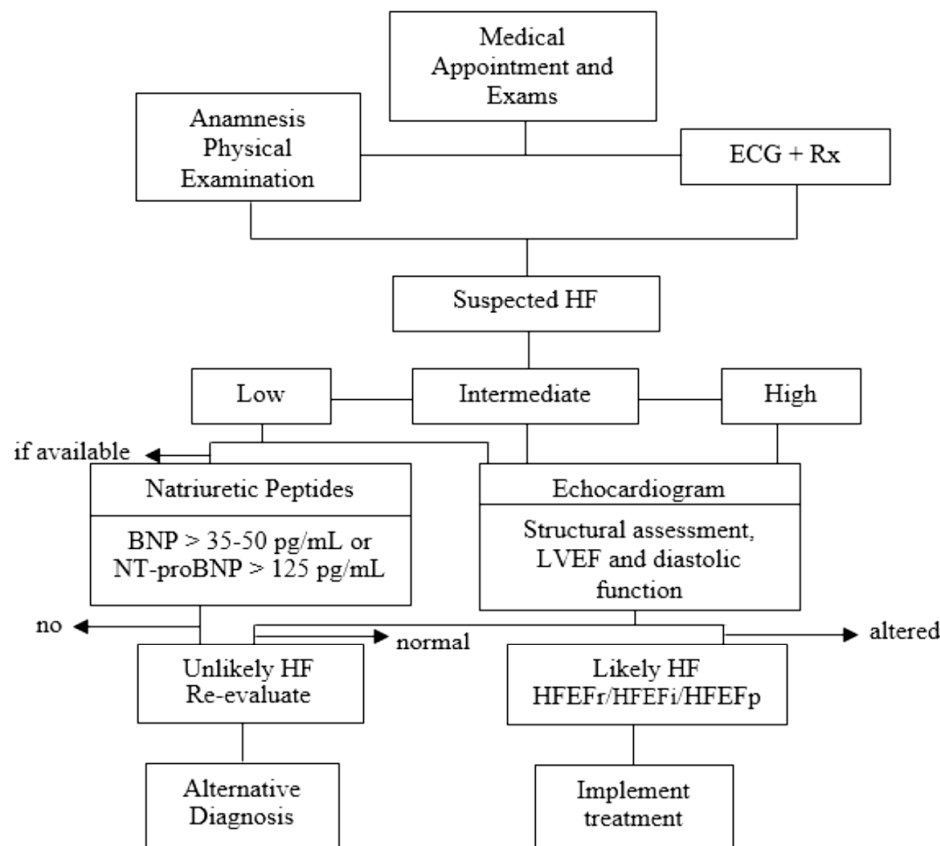 Medical
Appointment and
Exams
Anamnesis
Physical
Examination
ECG + Rx
Suspected HF
Low
Intermediate
High
if available
Natriuretic Peptides
BNP > 35-50 pg/mL or
NT-proBNP > 125 pg/mL
Echocardiogram
Structural assessment,
LVEF and diastolic
function
no
normal
altered
Unlikely HF
Re-evaluate
Likely HF
HFEFr/HFEFi/HFEFp
Alternative
Diagnosis
Implement
treatment